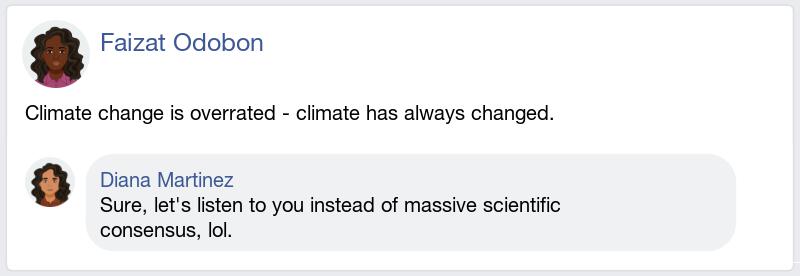 Faizat Odobon
Climate change is overrated - climate has always changed.
Diana Martinez
Sure, let's listen to you instead of massive scientific
consensus, lol.